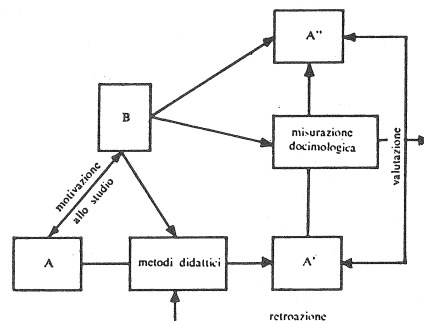 A''
B
misurazione
docimologica
valutazione
motivazione
allo studio
A
metodi didattici
A'
retroazione